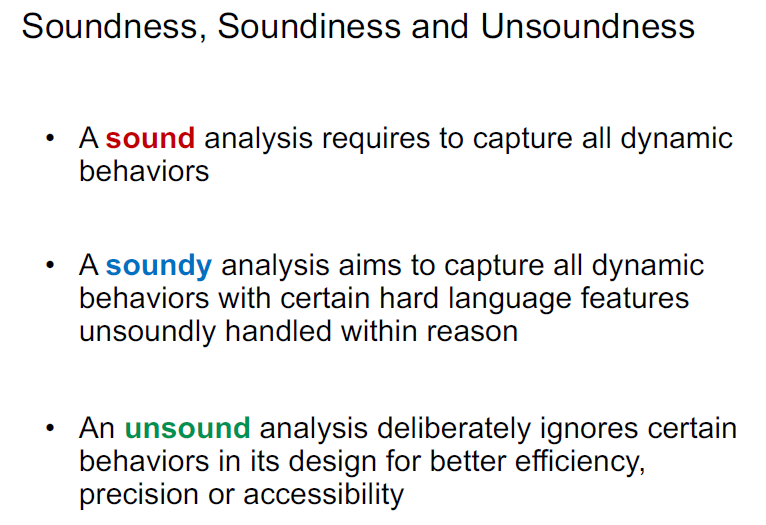 Soundness, Soundiness and Unsoundness
• A sound analysis requires to capture all dynamic
behaviors
• A soundy analysis aims to capture all dynamic
behaviors with certain hard language features
unsoundly handled within reason
• An unsound analysis deliberately ignores certain
behaviors in its design for better efficiency,
precision or accessibility